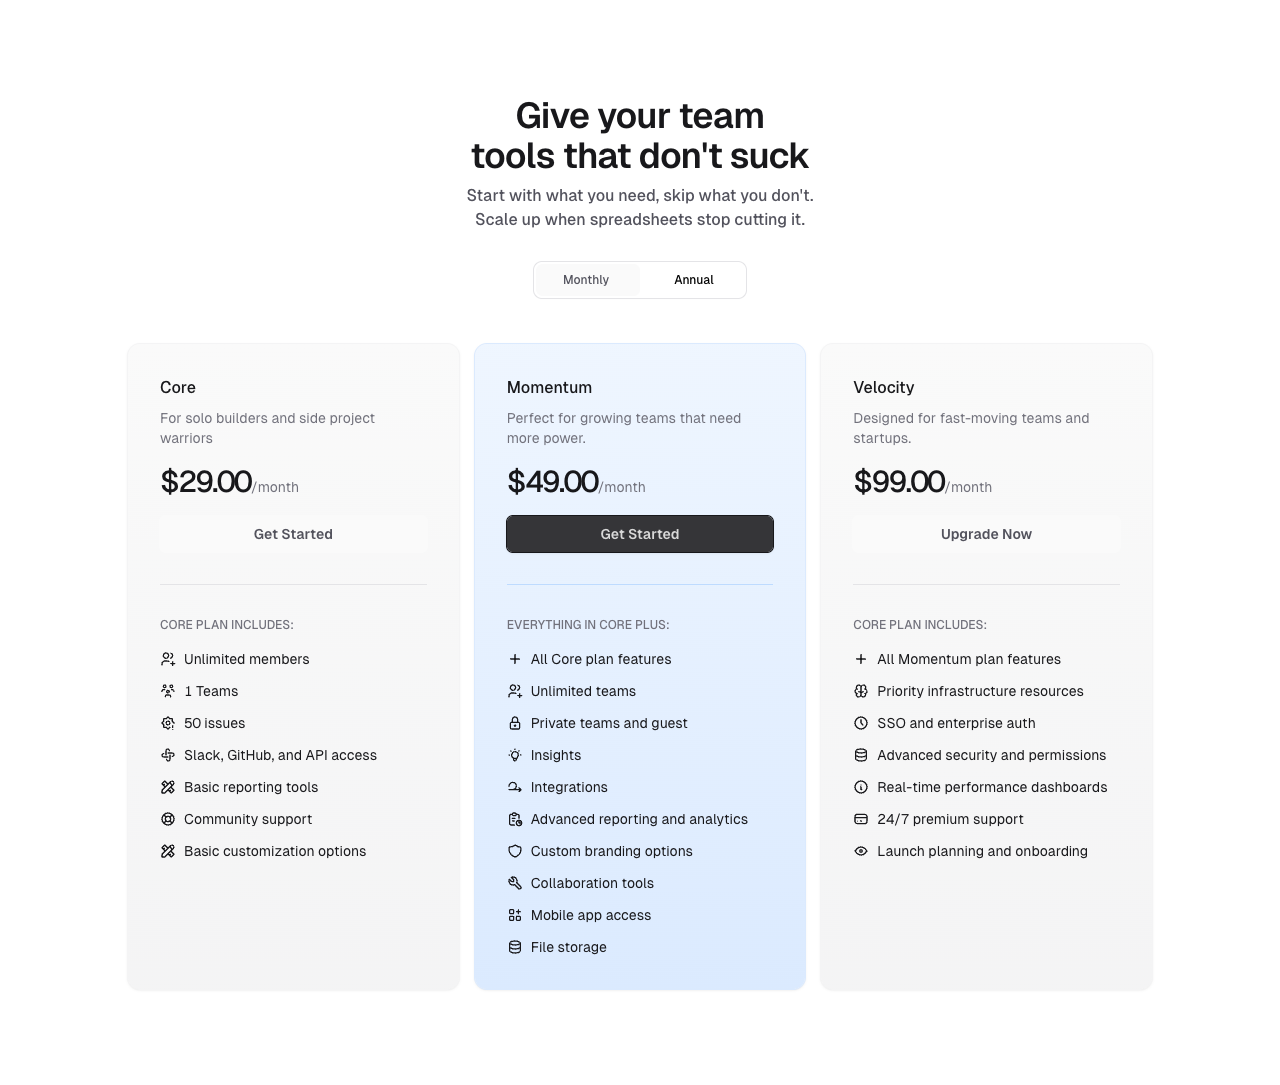 Give your team
tools that don't suck
Start with what you need, skip what you don't.
Scale up when spreadsheets stop cutting it.
Monthly
Annual
Core
For solo builders and side project
warriors
$29.00/month
Get Started
CORE PLAN INCLUDES:
Unlimited members
1 Teams
50 issues
Slack, GitHub, and API access
Basic reporting tools
Community support
Basic customization options
Momentum
Perfect for growing teams that need
more power.
$49.00/month
Get Started
EVERYTHING IN CORE PLUS:
All Core plan features
Unlimited teams
Private teams and guest
Insights
Integrations
Advanced reporting and analytics
Custom branding options
Collaboration tools
Mobile app access
File storage
Velocity
Designed for fast-moving teams and
startups.
$99.00/month
Upgrade Now
CORE PLAN INCLUDES:
All Momentum plan features
Priority infrastructure resources
SSO and enterprise auth
Advanced security and permissions
Real-time performance dashboards
24/7 premium support
Launch planning and onboarding